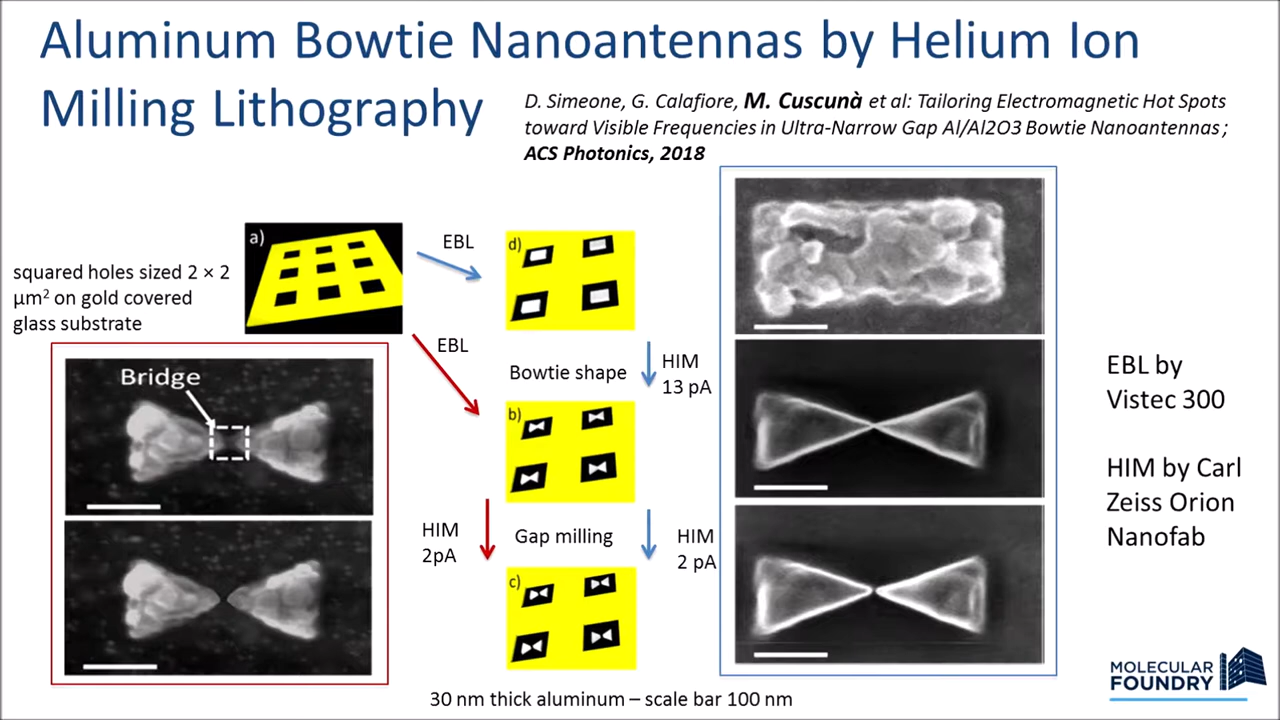 Aluminum Bowtie Nanoantennas by Helium Ion
Milling Lithography
D. Simeone, G. Calafiore, M. Cuscunà et al: Tailoring Electromagnetic Hot Spots
toward Visible Frequencies in Ultra-Narrow Gap Al/Al2O3 Bowtie Nanoantennas ;
ACS Photonics, 2018
squared holes sized 2 × 2
µm² on gold covered
glass substrate
a)
EBL
EBL
d)
Bowtie shape
HIM
13 pA
b)
HIM
2pA
Gap milling
HIM
2 pA
c)
Bridge
EBL by
Vistec 300
HIM by Carl
Zeiss Orion
Nanofab
30 nm thick aluminum – scale bar 100 nm
MOLECULAR
FOUNDRY